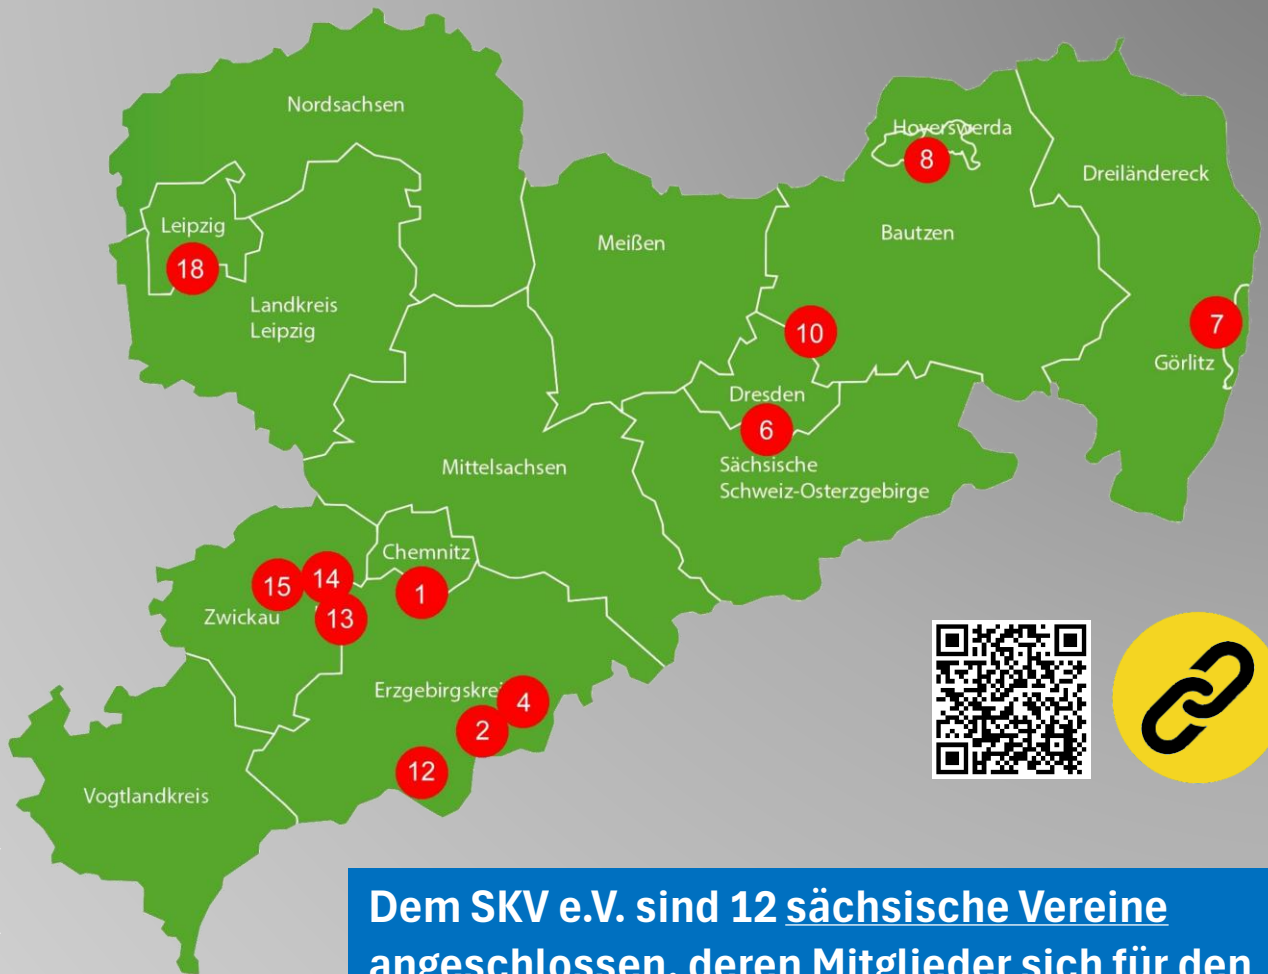 Nordsachsen
Hoyerswerda
8
Dreiländereck
Leipzig
18
Meißen
Bautzen
Landkreis
Leipzig
10
7
Görlitz
Dresden
6
Mittelsachsen
Sächsische
Schweiz-Osterzgebirge
Chemnitz
15
14
1
Zwickau
13
Erzgebirgskrei
4
2
12
Vogtlandkreis
Dem SKV e.V. sind 12 sächsische Vereine
angeschlossen, deren Mitglieder sich für den